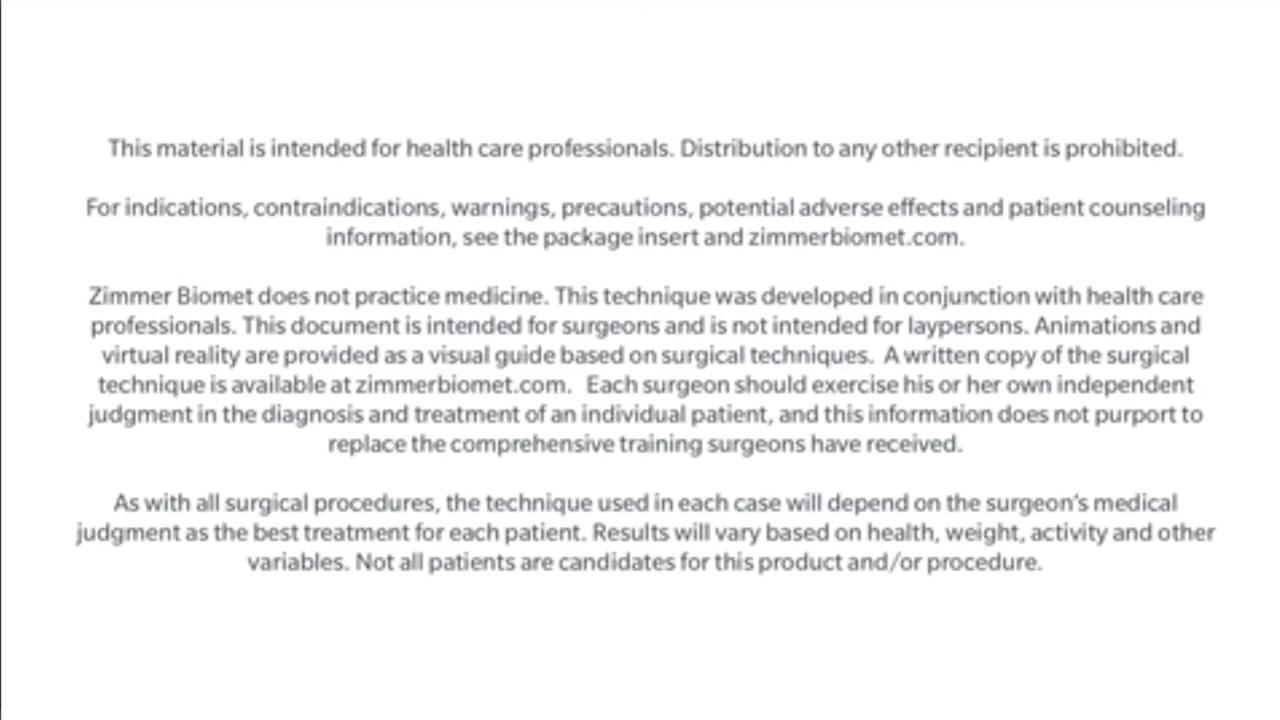 This material is intended for health care professionals. Distribution to any other recipient is prohibited.
For indications, contraindications, warnings, precautions, potential adverse effects and patient counseling
information, see the package insert and zimmerbiomet.com.
Zimmer Biomet does not practice medicine. This technique was developed in conjunction with health care
professionals. This document is intended for surgeons and is not intended for laypersons. Animations and
virtual reality are provided as a visual guide based on surgical techniques.  A written copy of the surgical
technique is available at zimmerbiomet.com.   Each surgeon should exercise his or her own independent
judgment in the diagnosis and treatment of an individual patient, and this information does not purport to
replace the comprehensive training surgeons have received.
As with all surgical procedures, the technique used in each case will depend on the surgeon’s medical
judgment as the best treatment for each patient. Results will vary based on health, weight, activity and other
variables. Not all patients are candidates for this product and/or procedure.